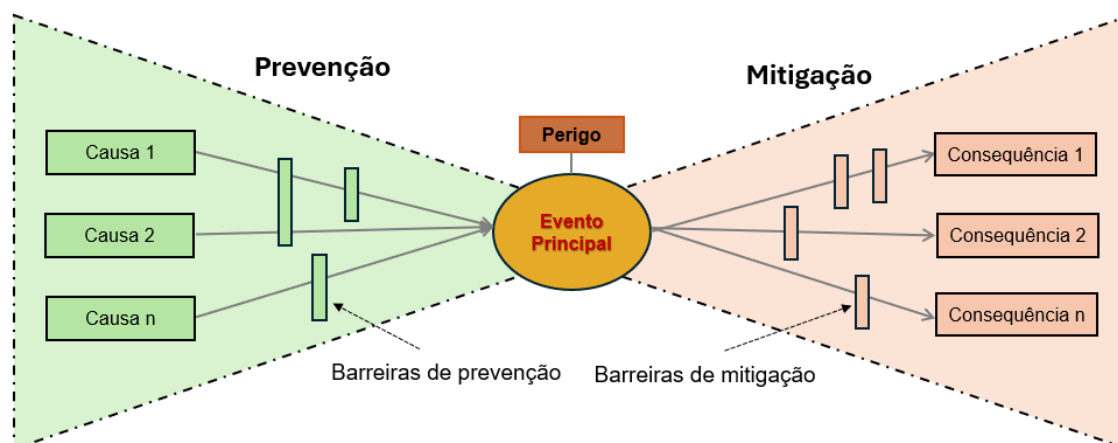 Prevenção
Mitigação
Perigo
Causa 1
Consequência 1
Evento
Principal
Causa 2
Consequência 2
Causa n
Consequência n
Barreiras de prevenção
Barreiras de mitigação